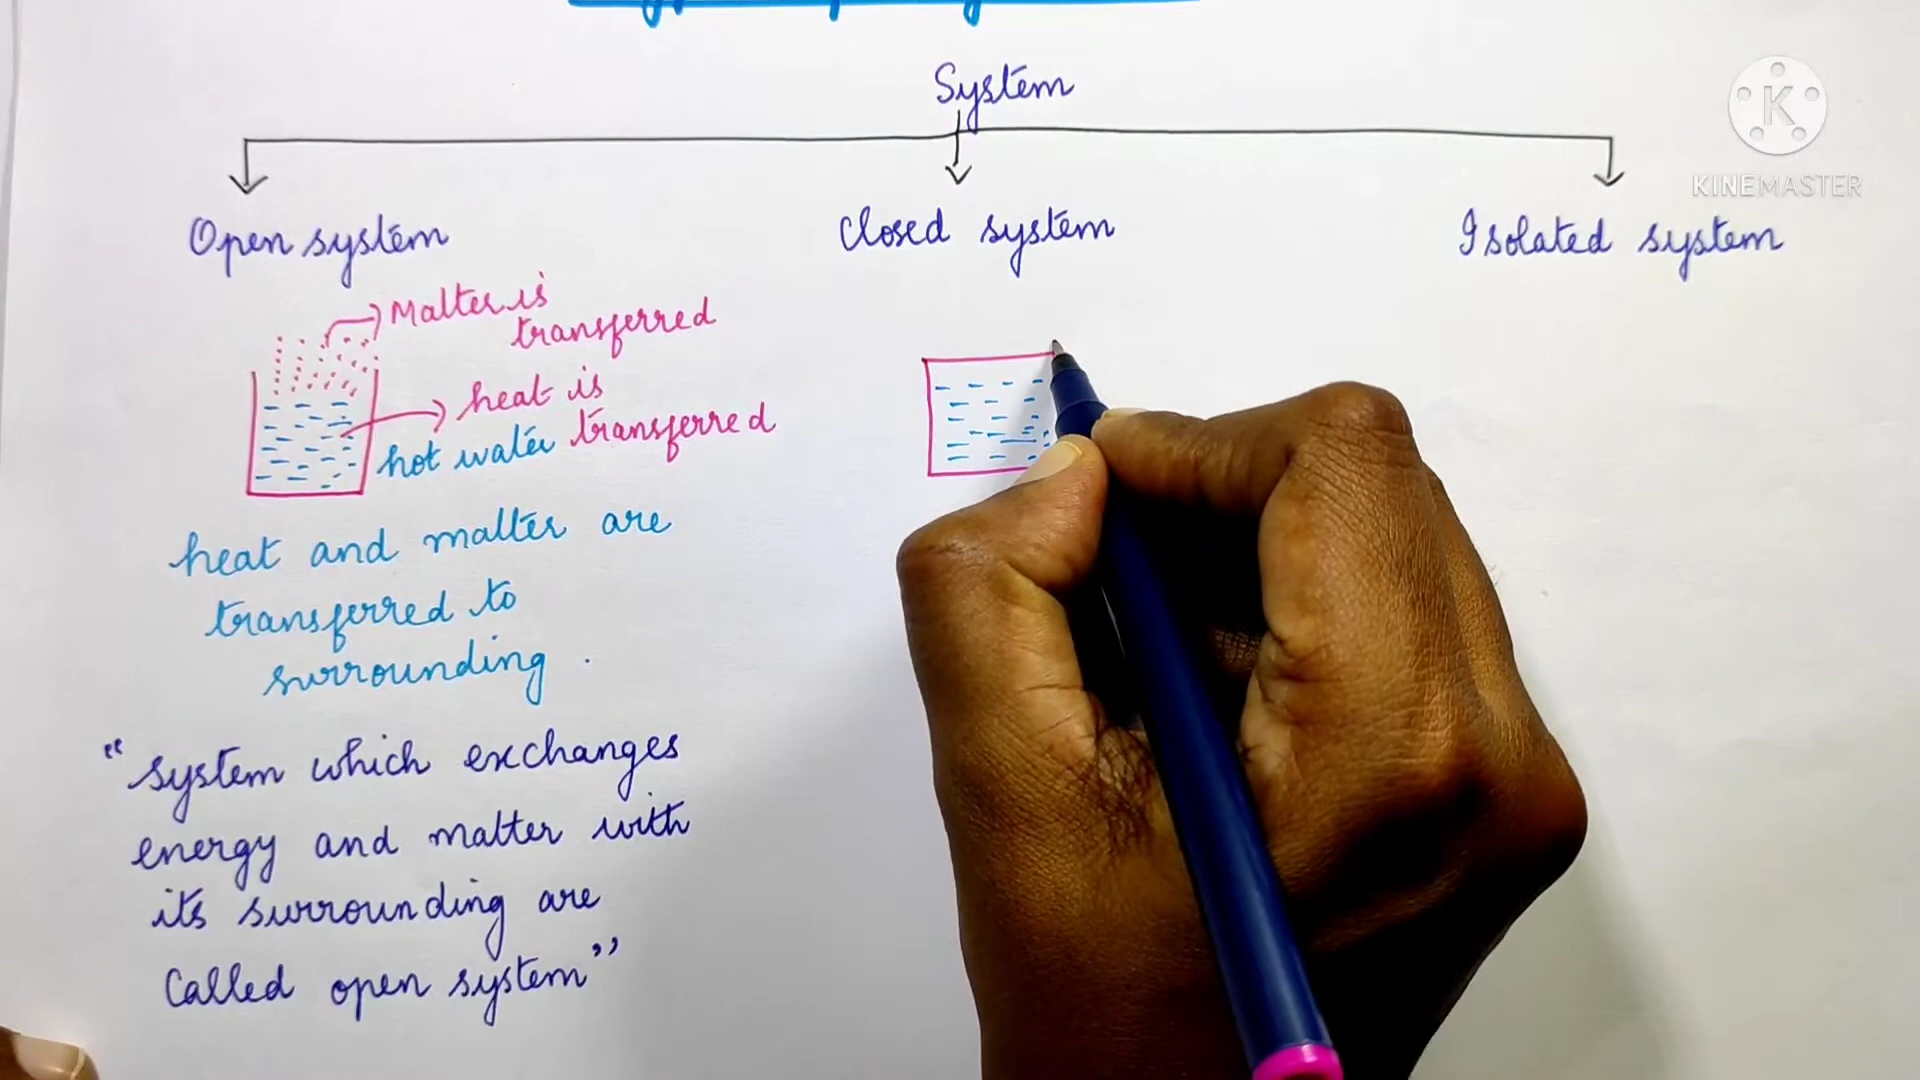 System
Open system
Closed system
Isolated system
Matter is
transferred
heat is
transferred
hot water
heat and matter are
transferred to
surrounding .
"system which exchanges
energy and matter with
its surrounding are
Called open system"
K
KINEMASTER